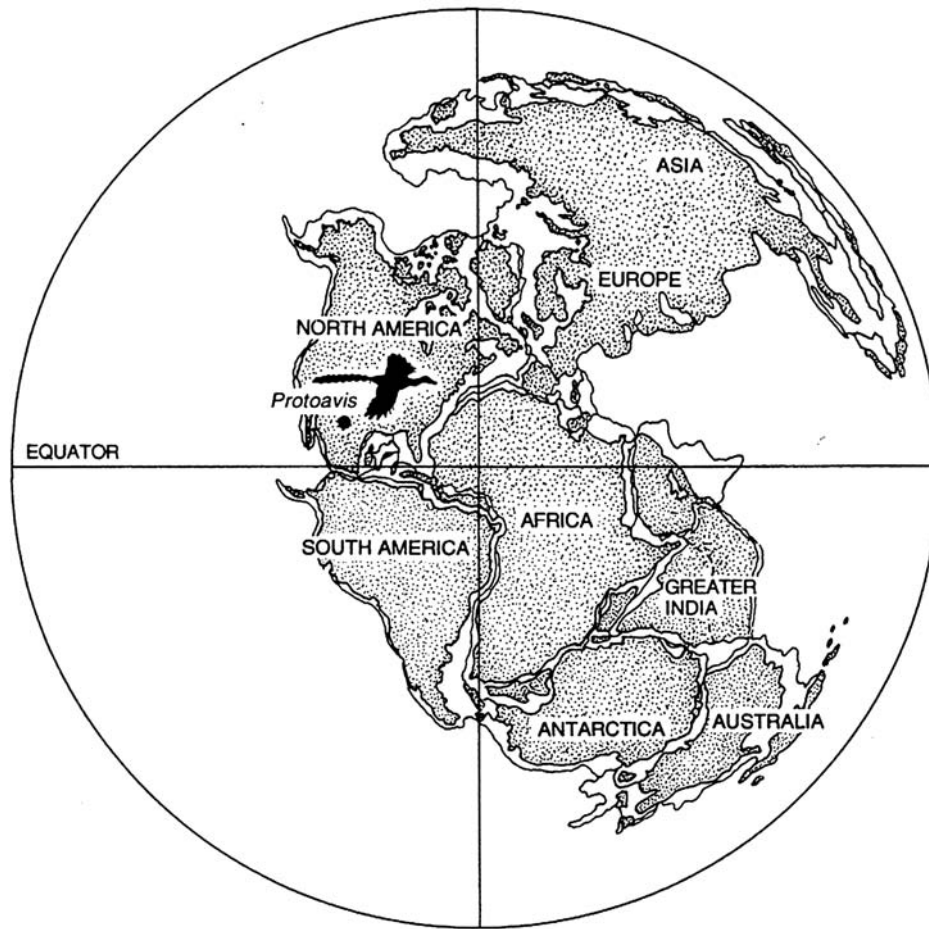 ASIA
EUROPE
NORTH AMERICA
Protoavis
EQUATOR
AFRICA
SOUTH AMERICA
GREATER
INDIA
ANTARCTICA
AUSTRALIA